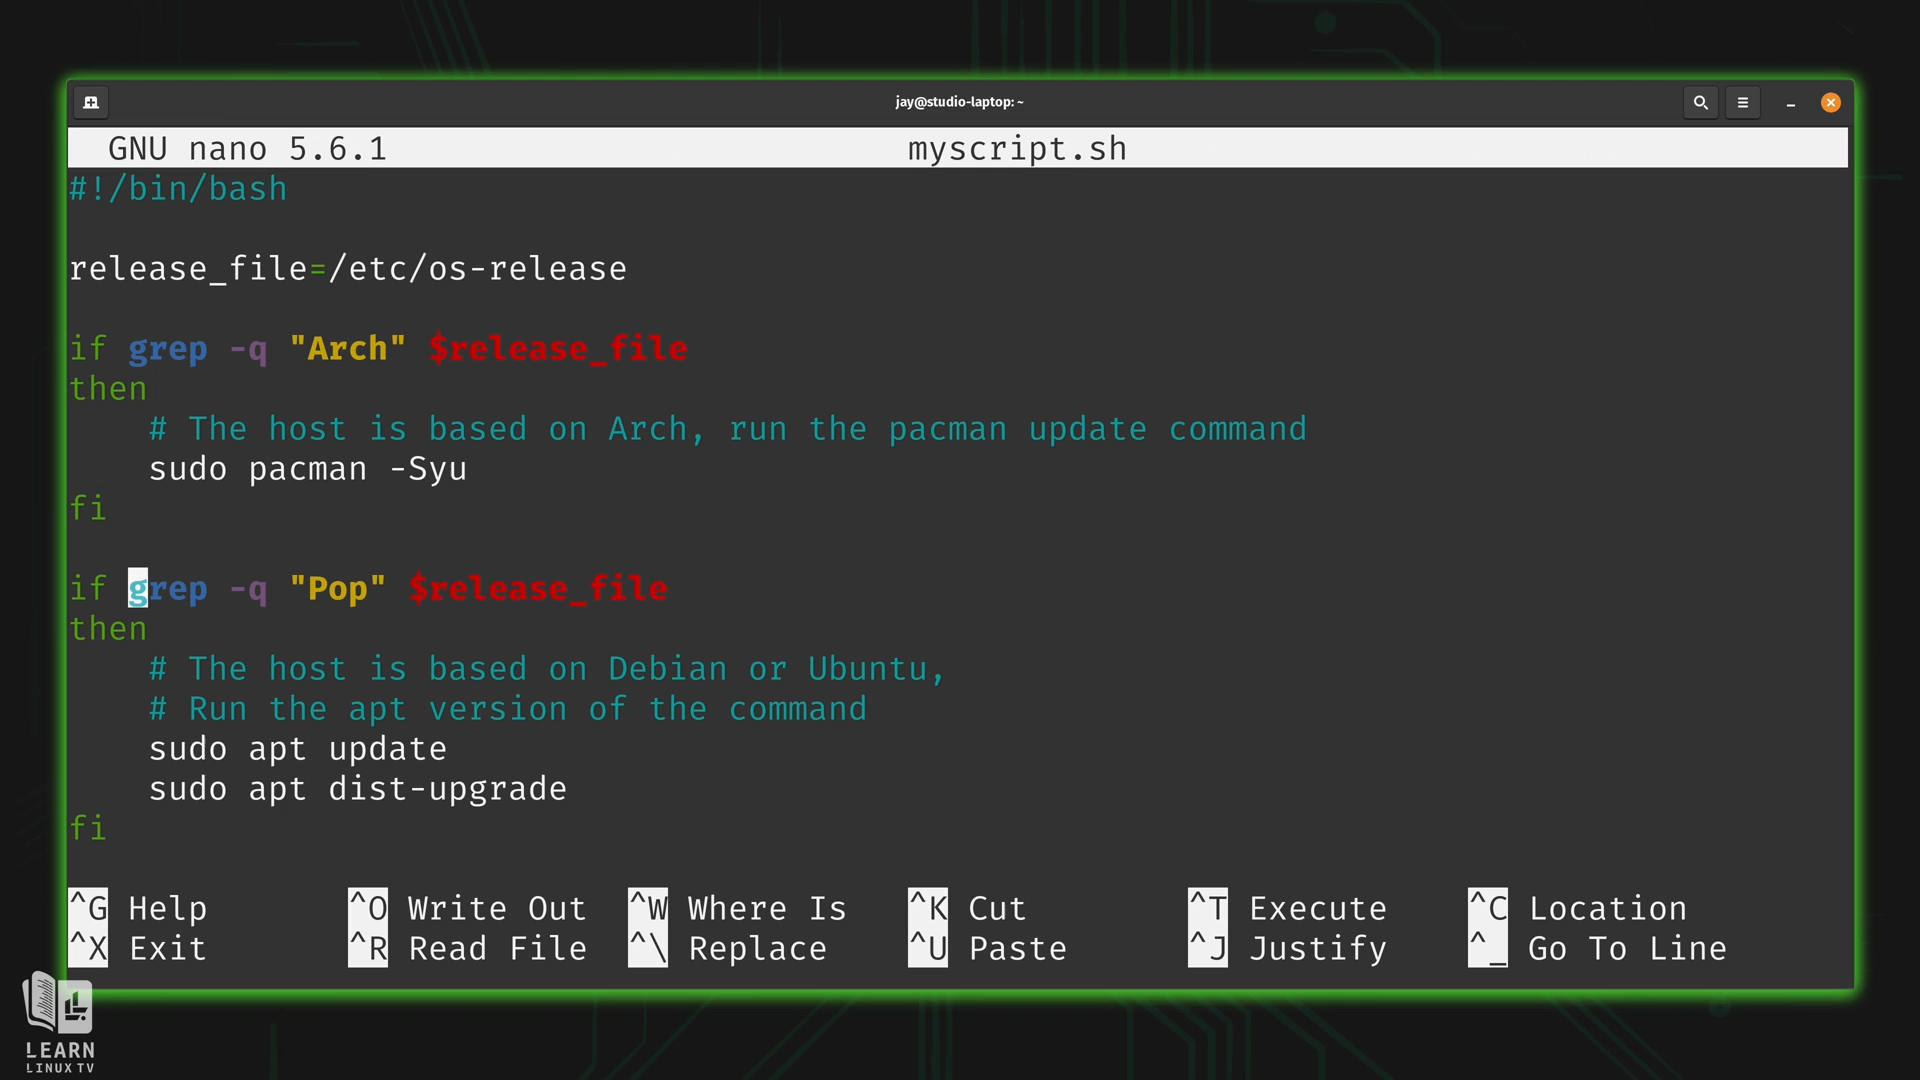 jay@studio-laptop: ~
GNU nano 5.6.1 myscript.sh
#!/bin/bash

release_file=/etc/os-release

if grep -q "Arch" $release_file
then
    # The host is based on Arch, run the pacman update command
    sudo pacman -Syu
fi

if grep -q "Pop" $release_file
then
    # The host is based on Debian or Ubuntu,
    # Run the apt version of the command
    sudo apt update
    sudo apt dist-upgrade
fi

^G Help ^O Write Out ^W Where Is ^K Cut ^T Execute ^C Location
^X Exit ^R Read File ^\ Replace ^U Paste ^J Justify ^_ Go To Line
LEARN
LINUX TV